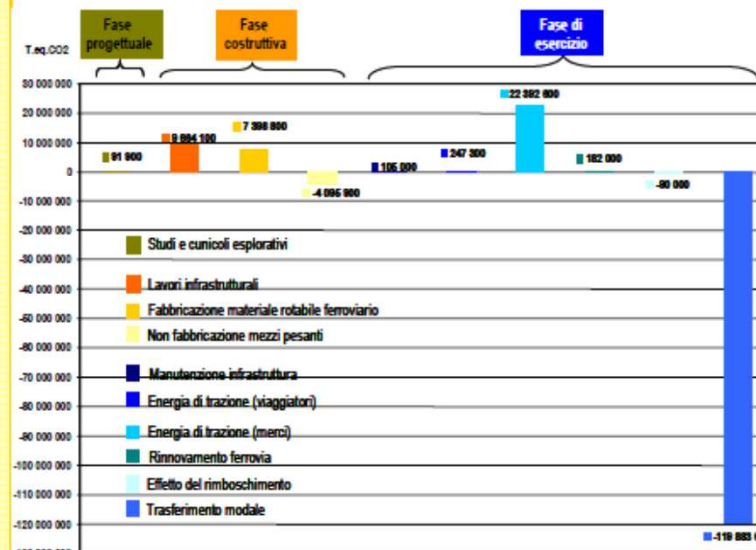 Fase progettuale
Fase costruttiva
Fase di esercizio
T.eq.CO2
30 000 000
20 000 000
10 000 000
0
-10 000 000
-20 000 000
-30 000 000
-40 000 000
-50 000 000
-60 000 000
-70 000 000
-80 000 000
-90 000 000
-100 000 000
-110 000 000
-120 000 000
91 900
7 398 800
-4 095 900
105 000
247 300
22 392 600
182 000
-90 000
Studi e cunicoli esplorativi
Lavori infrastrutturali
Fabbricazione materiale rotabile ferroviario
Non fabbricazione mezzi pesanti
Manutenzione infrastruttura
Energia di trazione (viaggiatori)
Energia di trazione (merci)
Rinnovamento ferrovia
Effetto del rimboschimento
Trasferimento modale